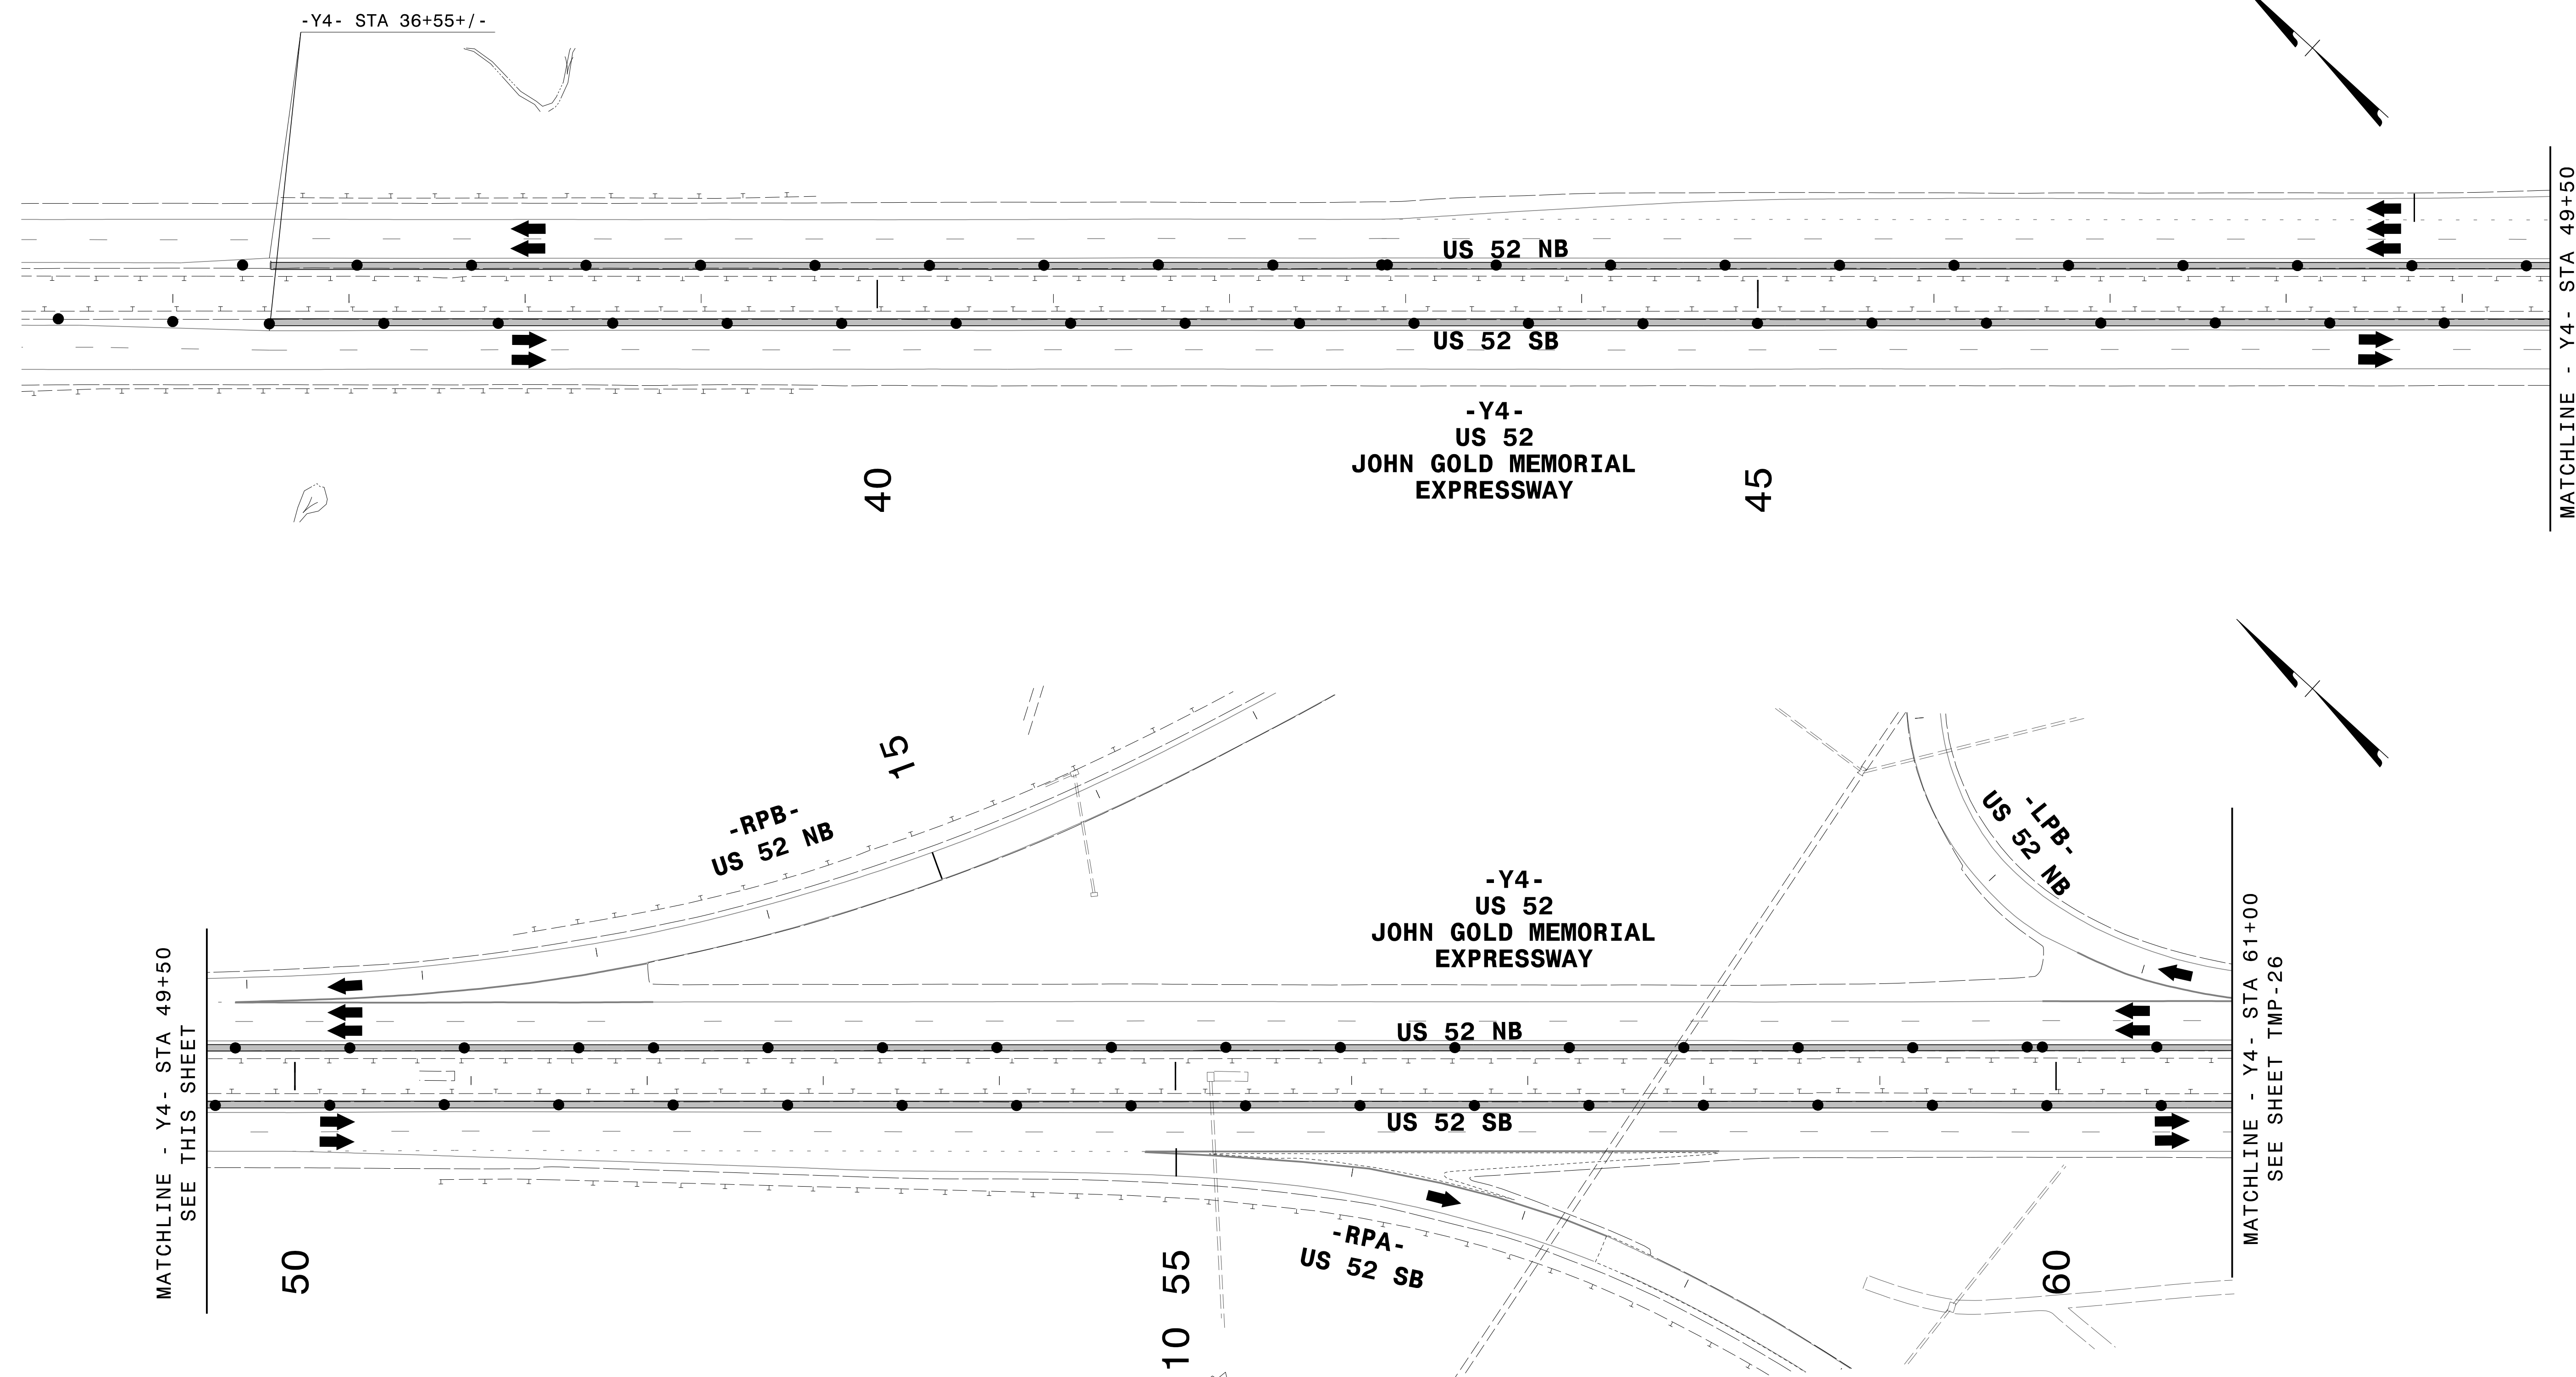 -Y4- STA 36+55+/-
US 52 NB
US 52 SB
-Y4-
US 52
JOHN GOLD MEMORIAL
EXPRESSWAY
40
45
MATCHLINE - Y4- STA 49+50
15
-RPB-
US 52 NB
-LPB-
US 52 NB
-Y4-
US 52
JOHN GOLD MEMORIAL
EXPRESSWAY
MATCHLINE - Y4- STA 49+50
SEE THIS SHEET
US 52 NB
US 52 SB
MATCHLINE - Y4- STA 61+00
SEE SHEET TMP-26
-RPA-
US 52 SB
50
55
60
10